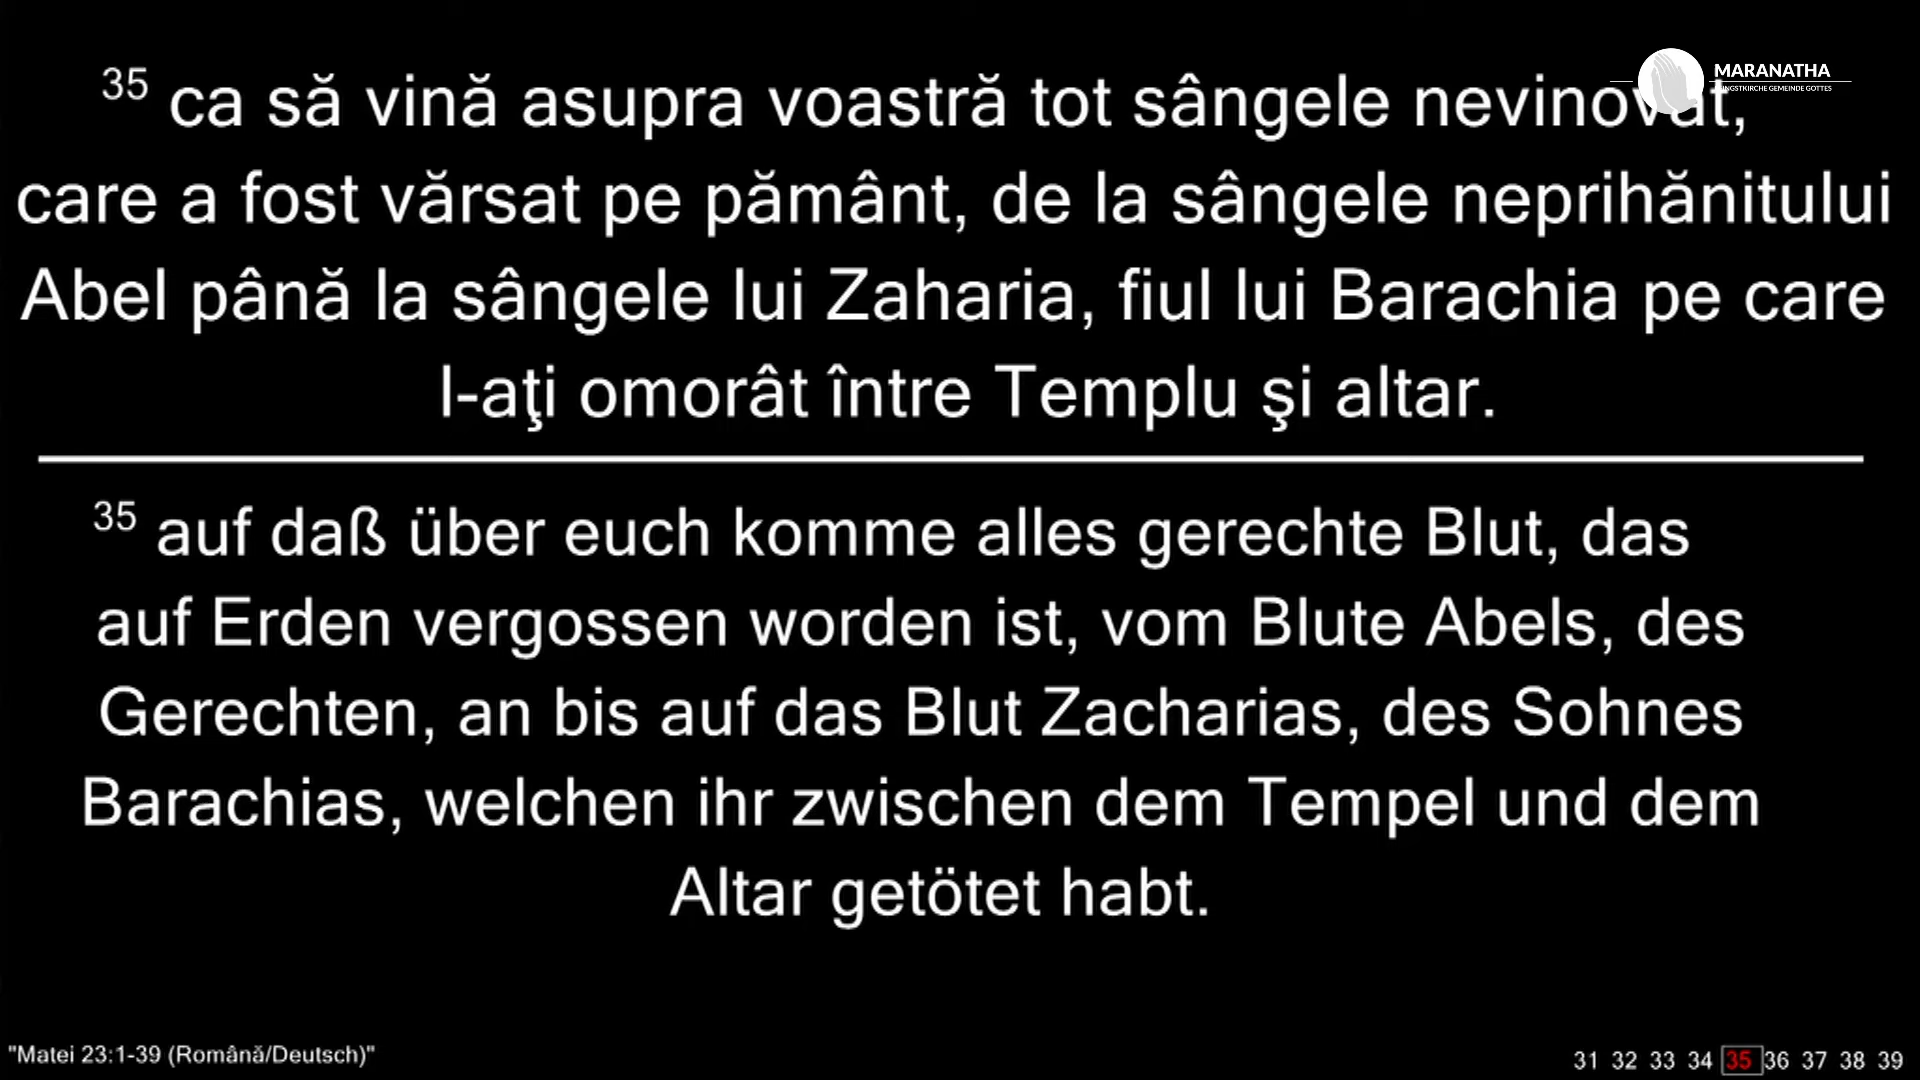 35 ca să vină asupra voastră tot sângele nevinovat,
care a fost vărsat pe pământ, de la sângele neprihănitului
Abel până la sângele lui Zaharia, fiul lui Barachia pe care
l-aţi omorât între Templu şi altar.
35 auf daß über euch komme alles gerechte Blut, das
auf Erden vergossen worden ist, vom Blute Abels, des
Gerechten, an bis auf das Blut Zacharias, des Sohnes
Barachias, welchen ihr zwischen dem Tempel und dem
Altar getötet habt.
MARANATHA
KIRCHE GEMEINDE GOTTES
"Matei 23:1-39 (Română/Deutsch)"
31 32 33 34 35 36 37 38 39